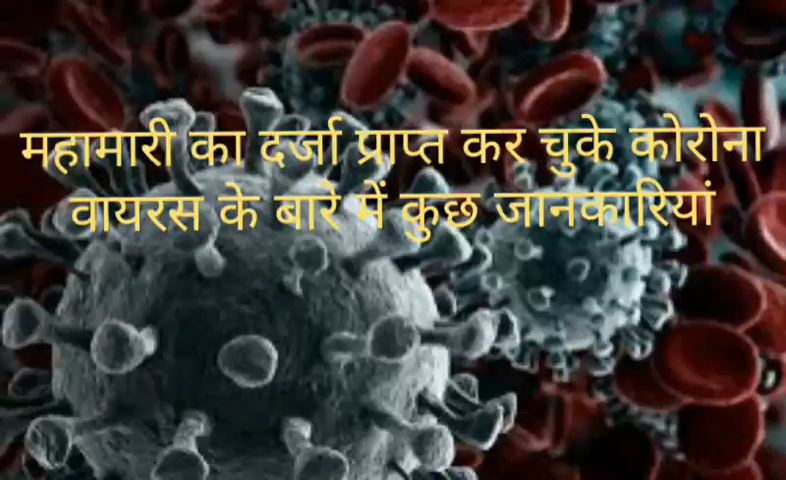 महामारी का दर्जा प्राप्त कर चुके कोरोना
वायरस के बारे में कुछ जानकारियां